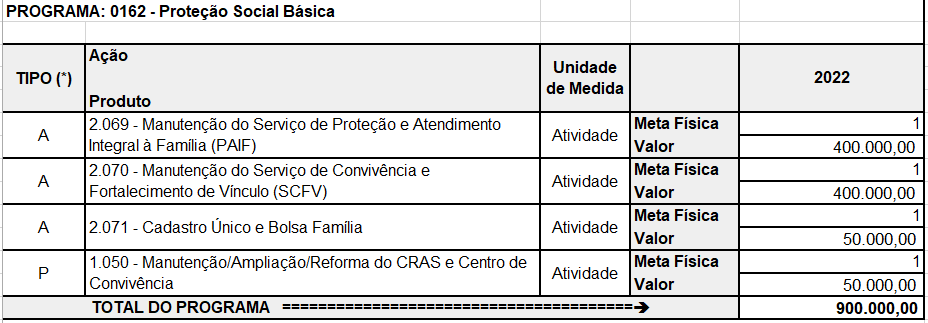 PROGRAMA: 0162 - Proteção Social Básica
TIPO (*)
Ação
Produto
Unidade
de Medida
2022
A
2.069 - Manutenção do Serviço de Proteção e Atendimento
Integral à Família (PAIF)
Atividade
Meta Física
1
Valor
400.000,00
A
2.070 - Manutenção do Serviço de Convivência e
Fortalecimento de Vínculo (SCFV)
Atividade
Meta Física
1
Valor
400.000,00
A
2.071 - Cadastro Único e Bolsa Família
Atividade
Meta Física
1
Valor
50.000,00
P
1.050 - Manutenção/Ampliação/Reforma do CRAS e Centro de
Convivência
Atividade
Meta Física
1
Valor
50.000,00
TOTAL DO PROGRAMA =======================================➔ 900.000,00